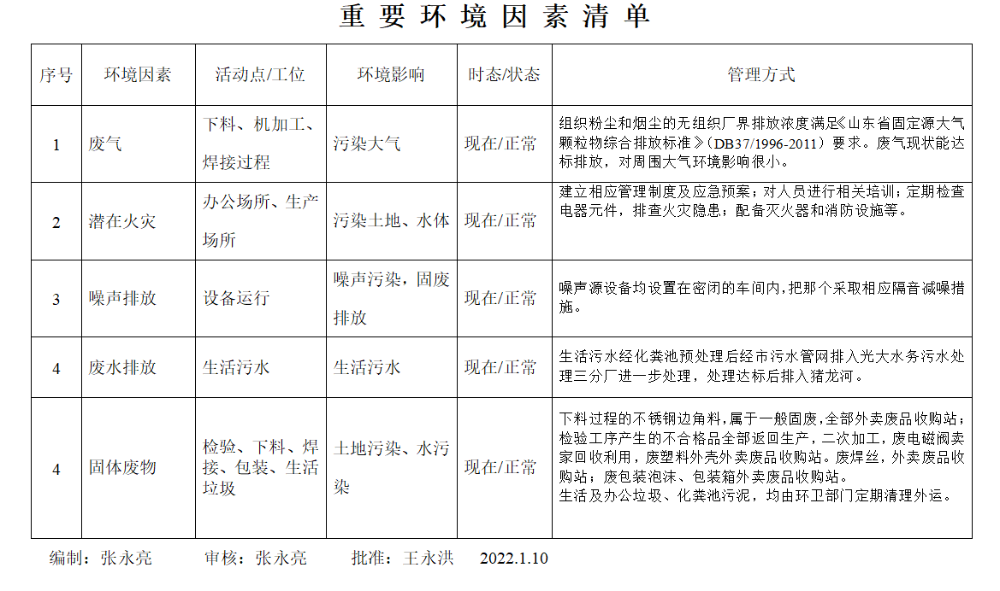 重要环境因素清单
序号 环境因素 活动点/工位 环境影响 时态/状态 管理方式
1 废气 下料、机加工、焊接过程 污染大气 现在/正常
组织粉尘和烟尘的无组织厂界排放浓度满足《山东省固定源大气
颗粒物综合排放标准》（DB37/1996-2011）要求。废气现状能达
标排放，对周围大气环境影响很小。
2 潜在火灾 办公场所、生产场所 污染土地、水体 现在/正常
建立相应管理制度及应急预案；对人员进行相关培训；定期检查
电器元件，排查火灾隐患；配备灭火器和消防设施等。
3 噪声排放 设备运行 噪声污染，固废排放 现在/正常
噪声源设备均设置在密闭的车间内，把那个采取相应隔音减噪措
施。
4 废水排放 生活污水 生活污水 现在/正常
生活污水经化粪池预处理后经市污水管网排入光大水务污水处
理三分厂进一步处理，处理达标后排入猪龙河。
4 固体废物 检验、下料、焊接、包装、生活垃圾 土地污染、水污染 现在/正常
下料过程的不锈钢边角料，属于一般固废，全部外卖废品收购站；
检验工序产生的不合格品全部返回生产，二次加工，废电磁阀卖
家回收利用，废塑料外壳外卖废品收购站。废焊丝，外卖废品收
购站；废包装泡沫、包装箱外卖废品收购站。
生活及办公垃圾、化粪池污泥，均由环卫部门定期清理外运。
编制：张永亮 审核：张永亮 批准：王永洪 2022.1.10